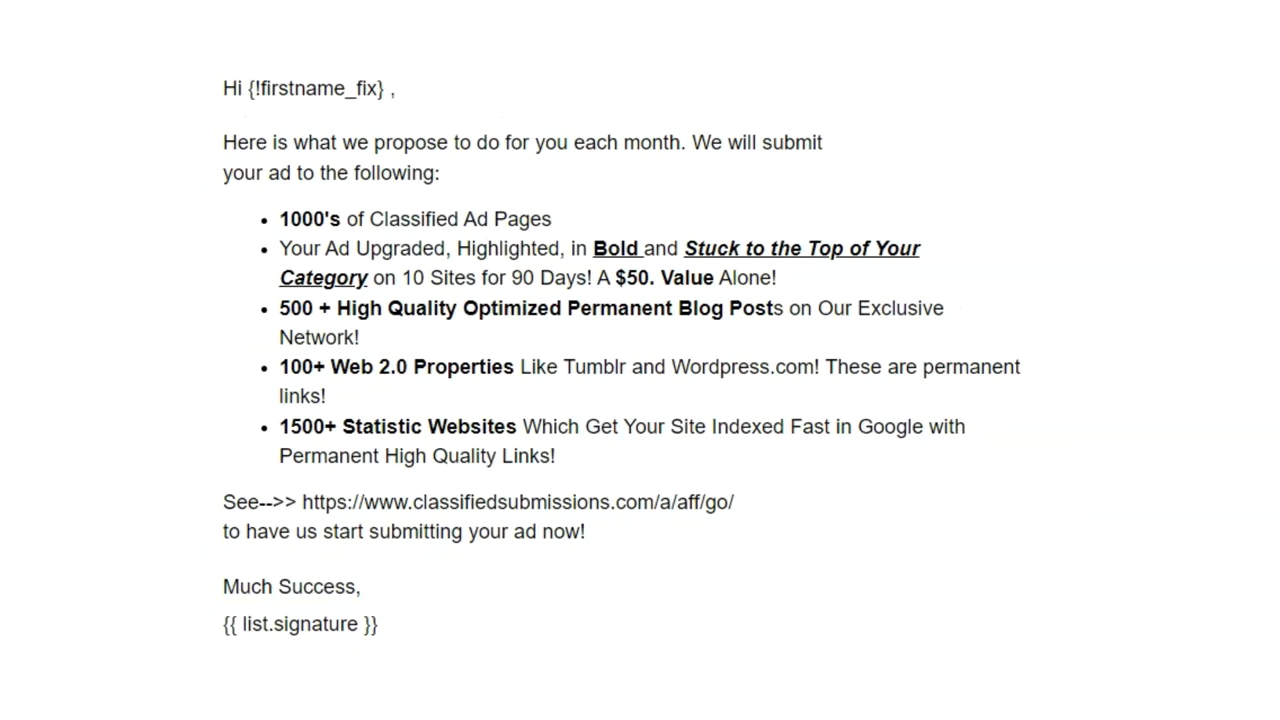 Hi {!firstname_fix} ,
Here is what we propose to do for you each month. We will submit
your ad to the following:
• 1000's of Classified Ad Pages
• Your Ad Upgraded, Highlighted, in Bold and Stuck to the Top of Your
Category on 10 Sites for 90 Days! A $50. Value Alone!
• 500 + High Quality Optimized Permanent Blog Posts on Our Exclusive
Network!
• 100+ Web 2.0 Properties Like Tumblr and Wordpress.com! These are permanent
links!
• 1500+ Statistic Websites Which Get Your Site Indexed Fast in Google with
Permanent High Quality Links!
See-->> https://www.classifiedsubmissions.com/a/aff/go/
to have us start submitting your ad now!
Much Success,
{{ list.signature }}